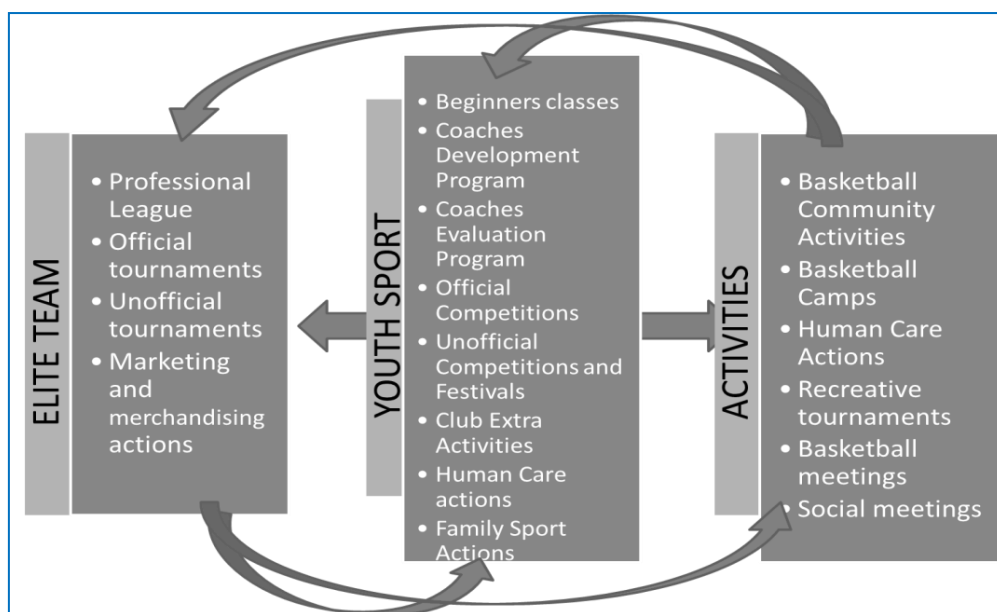 ELITE TEAM
• Professional
League
• Official
tournaments
• Unofficial
tournaments
• Marketing
and
merchandising
actions
YOUTH SPORT
• Beginners classes
• Coaches
Development
Program
• Coaches
Evaluation
Program
• Official
Competitions
• Unofficial
Competitions and
Festivals
• Club Extra
Activities
• Human Care
actions
• Family Sport
Actions
ACTIVITIES
• Basketball
Community
Activities
• Basketball
Camps
• Human Care
Actions
• Recreative
tournaments
• Basketball
meetings
• Social meetings